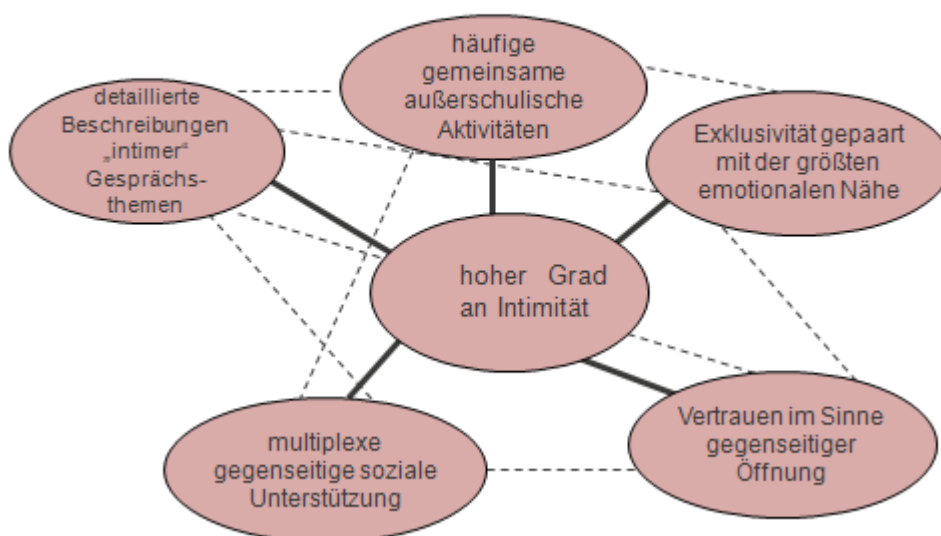 häufige
gemeinsame
außerschulische
Aktivitäten
detaillierte
Beschreibungen
„intimer“
Gesprächs-
themen
Exklusivität gepaart
mit der größten
emotionalen Nähe
hoher Grad
an Intimität
multiplexe
gegenseitige soziale
Unterstützung
Vertrauen im Sinne
gegenseitiger
Öffnung